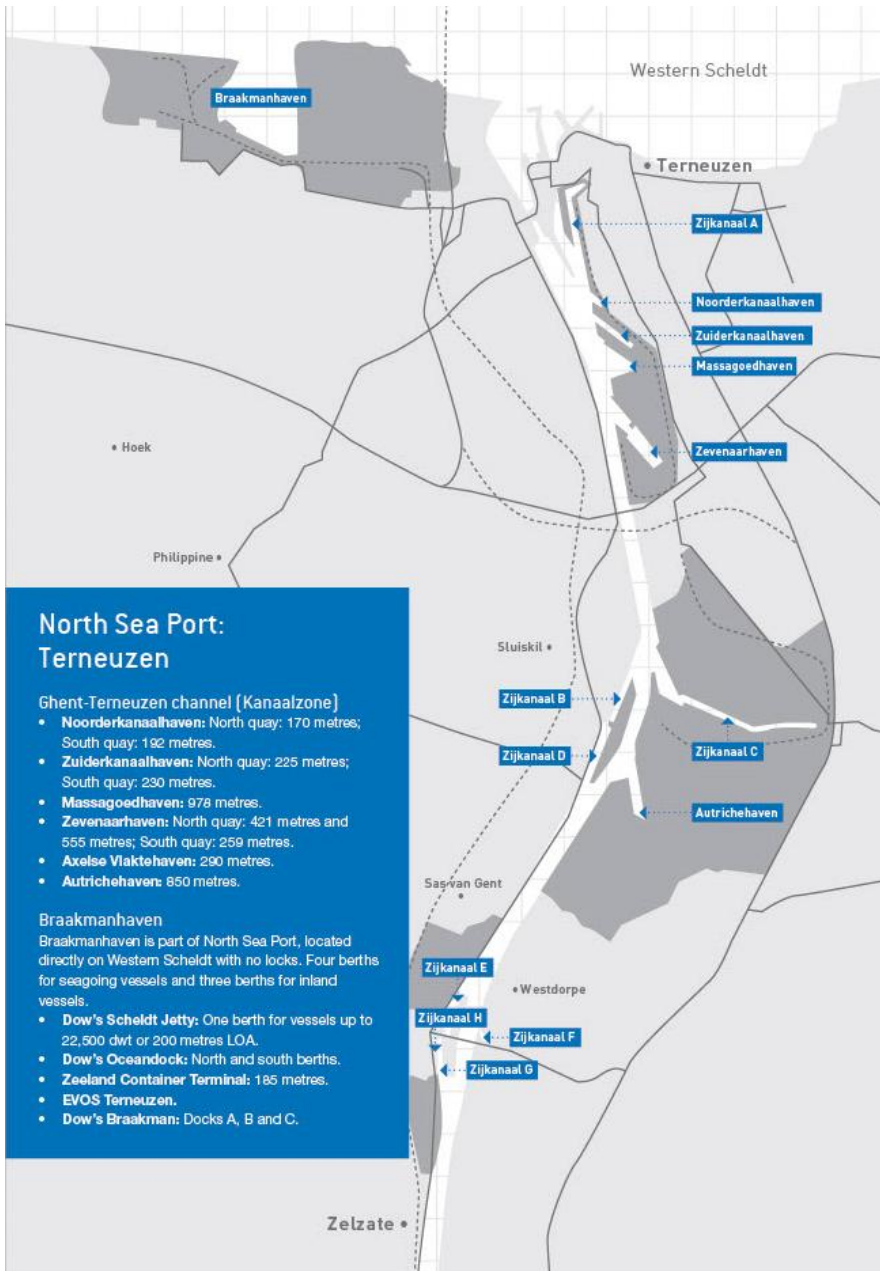 Western Scheldt
Braakmanhaven
Terneuzen
Zijkanaal A
Noorderkanaalhaven
Zuiderkanaalhaven
Massagoedhaven
Hoek
Zevenaarhaven
Philippine
Sluiskil
Zijkanaal B
Zijkanaal D
Zijkanaal C
Autrichehaven
Sas van Gent
Zijkanaal E
Westdorpe
Zijkanaal H
Zijkanaal F
Zijkanaal G
Zelzate
North Sea Port:
Terneuzen
Ghent-Terneuzen channel (Kanaalzone)
• Noorderkanaalhaven: North quay: 170 metres;
South quay: 192 metres.
• Zuiderkanaalhaven: North quay: 225 metres;
South quay: 230 metres.
• Massagoedhaven: 978 metres.
• Zevenaarhaven: North quay: 421 metres and
555 metres; South quay: 259 metres.
• Axelse Vlaktehaven: 290 metres.
• Autrichehaven: 850 metres.
Braakmanhaven
Braakmanhaven is part of North Sea Port, located
directly on Western Scheldt with no locks. Four berths
for seagoing vessels and three berths for inland
vessels.
• Dow's Scheldt Jetty: One berth for vessels up to
22,500 dwt or 200 metres LOA.
• Dow's Oceandock: North and south berths.
• Zeeland Container Terminal: 185 metres.
• EVOS Terneuzen.
• Dow's Braakman: Docks A, B and C.